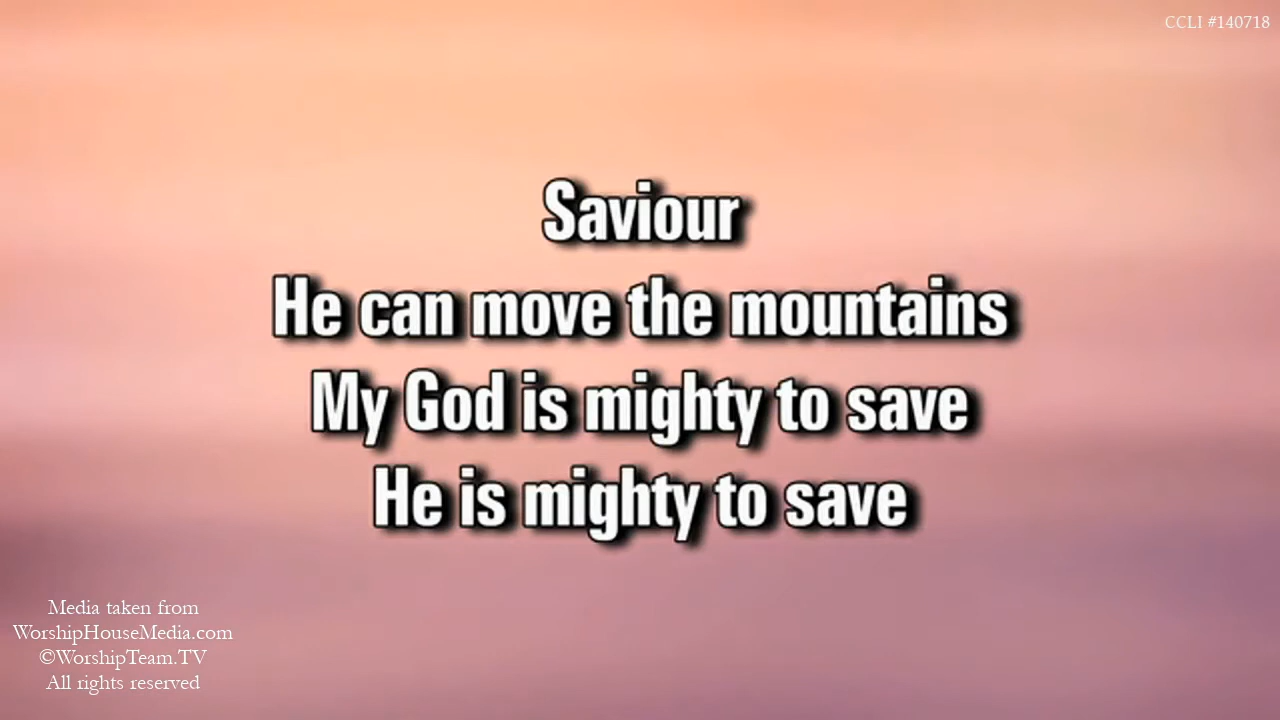 CCLI #140718
Saviour
He can move the mountains
My God is mighty to save
He is mighty to save
Media taken from
WorshipHouseMedia.com
©WorshipTeam.TV
All rights reserved